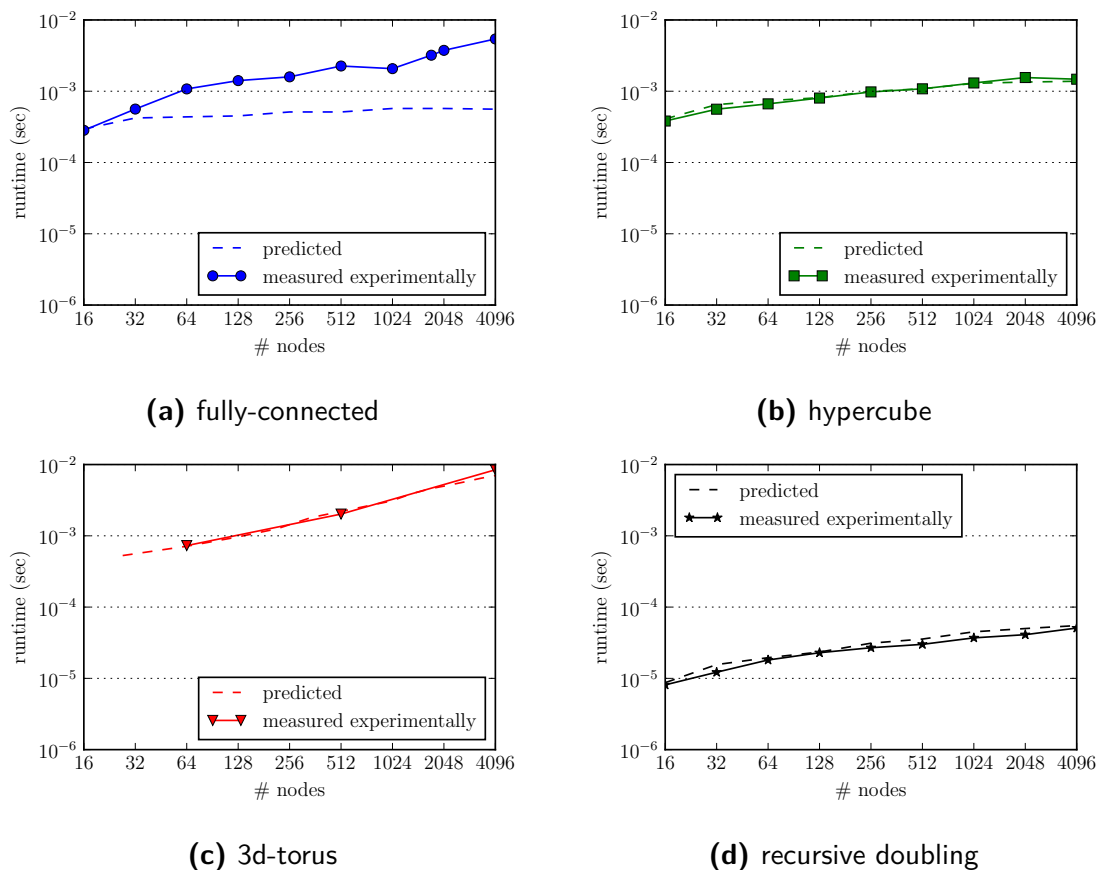 10⁻²
10⁻³
10⁻⁴
10⁻⁵
10⁻⁶
runtime (sec)
predicted
measured experimentally
16 32 64 128 256 512 1024 2048 4096
# nodes
(a) fully-connected
10⁻²
10⁻³
10⁻⁴
10⁻⁵
10⁻⁶
runtime (sec)
predicted
measured experimentally
16 32 64 128 256 512 1024 2048 4096
# nodes
(b) hypercube
10⁻²
10⁻³
10⁻⁴
10⁻⁵
10⁻⁶
runtime (sec)
predicted
measured experimentally
16 32 64 128 256 512 1024 2048 4096
# nodes
(c) 3d-torus
10⁻²
10⁻³
10⁻⁴
10⁻⁵
10⁻⁶
runtime (sec)
predicted
measured experimentally
16 32 64 128 256 512 1024 2048 4096
# nodes
(d) recursive doubling